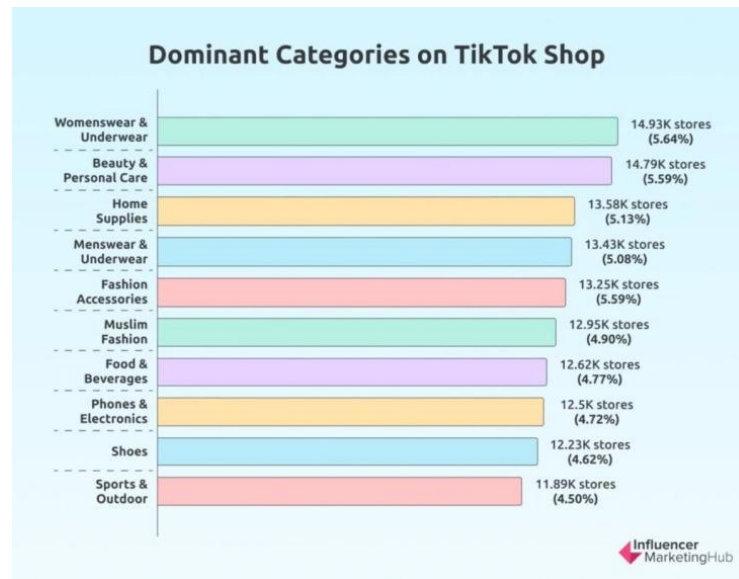 Dominant Categories on TikTok Shop
Womenswear &
Underwear
14.93K stores
(5.64%)
Beauty &
Personal Care
14.79K stores
(5.59%)
Home
Supplies
13.58K stores
(5.13%)
Menswear &
Underwear
13.43K stores
(5.08%)
Fashion
Accessories
13.25K stores
(5.59%)
Muslim
Fashion
12.95K stores
(4.90%)
Food &
Beverages
12.62K stores
(4.77%)
Phones &
Electronics
12.5K stores
(4.72%)
Shoes
12.23K stores
(4.62%)
Sports &
Outdoor
11.89K stores
(4.50%)
Influencer
MarketingHub